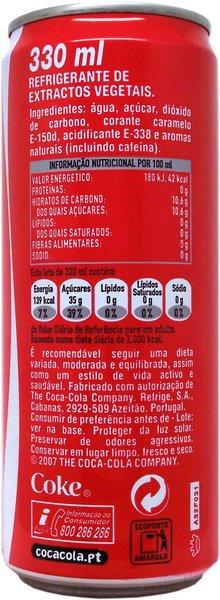 330 ml
REFRIGERANTE DE
EXTRACTOS VEGETAIS.
Ingredientes: água, açúcar, dióxido
de carbono, corante caramelo
E-150d, acidificante E-338 e aromas
naturais (incluindo cafeína).
INFORMAÇÃO NUTRICIONAL POR 100 ml
VALOR ENERGÉTICO: 180 kJ, 42 kcal
PROTEÍNAS: 0g
HIDRATOS DE CARBONO: 10.6g
DOS QUAIS AÇÚCARES: 10.6g
LÍPIDOS: 0g
DOS QUAIS SATURADOS: 0g
FIBRAS ALIMENTARES: 0g
SÓDIO: 0g
Esta lata de 330 ml contém
Energia Açúcares Lípidos Lípidos Saturados Sódio
139 kcal 35 g 0 g 0 g 0 g
7% 39% 0% 0% 0%
do Valor Diário de Referência para um adulto.
Baseado numa dieta diária de 2,000 kcal.
É recomendável seguir uma dieta
variada, moderada e equilibrada, assim
como um estilo de vida activo e
saudável. Fabricado com autorização de
The Coca-Cola Company. Refrige, S.A.,
Cabanas, 2929-509 Azeitão, Portugal.
Consumir de preferência antes de - Lote:
ver na base. Proteger da luz solar.
Preservar de odores agressivos.
Conservar em lugar limpo, fresco e seco.
© 2007 THE COCA-COLA COMPANY.
Coke®
i
Informação ao
Consumidor
800 286 266
cocacola.pt
ECOPONTO
AMARELO
A32F031